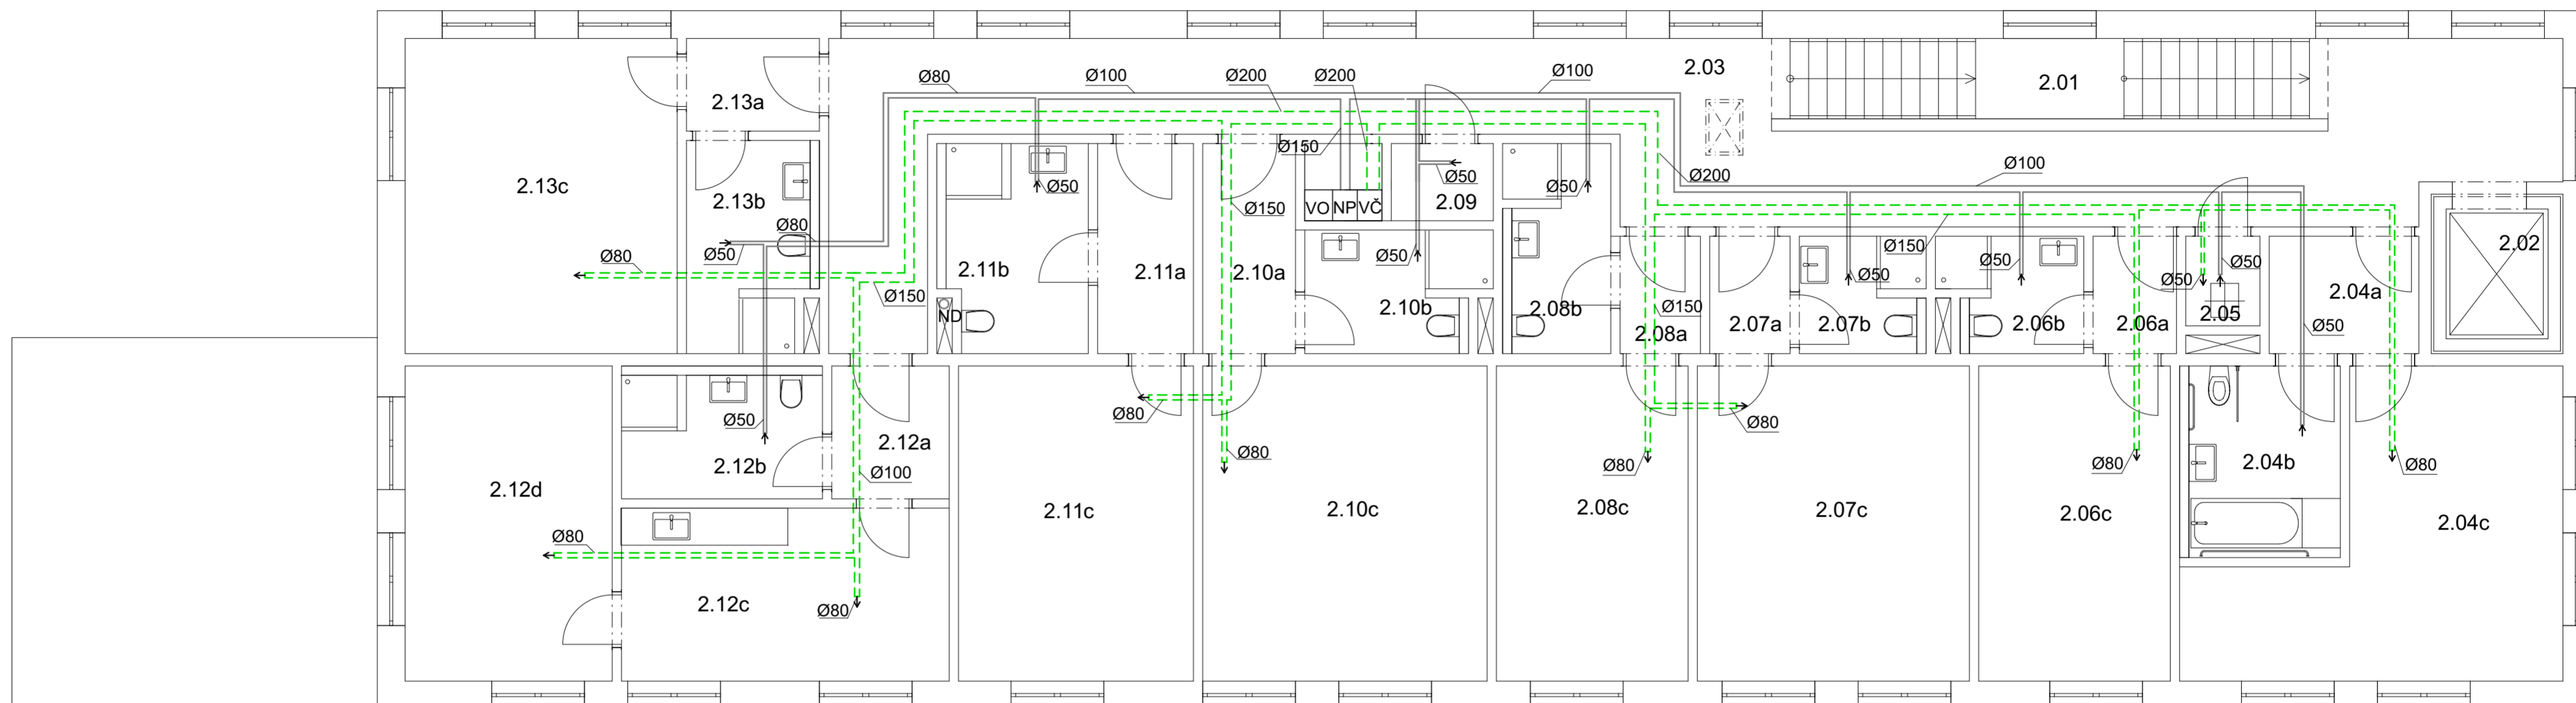 Ø80
Ø100
Ø200
Ø200
Ø100
2.03
2.01
2.13a
Ø150
Ø100
Ø200
2.13c
Ø50
Ø50
Ø50
2.13b
Ø150
VO
NP
VČ
2.09
Ø80
Ø50
Ø80
Ø150
2.02
2.11b
2.11a
2.10a
Ø50
Ø50
Ø50
Ø50
Ø50
Ø150
2.04a
ND
2.10b
2.08b
Ø150
2.08a
2.07a
2.07b
2.06b
2.06a
2.05
Ø50
Ø50
Ø80
Ø80
2.12a
2.12b
Ø80
Ø80
Ø80
Ø80
2.04b
Ø100
2.12d
2.11c
2.10c
2.08c
2.07c
2.06c
2.04c
Ø80
2.12c
Ø80